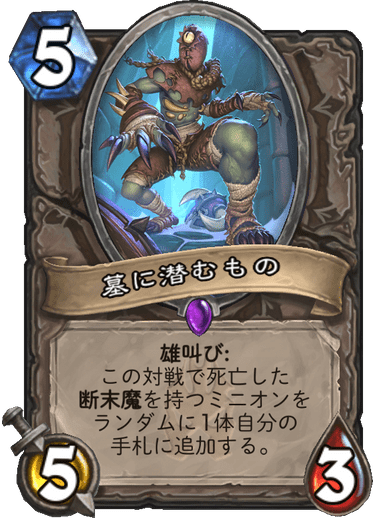 5
墓に潜むもの
雄叫び:
この対戦で死亡した
断末魔を持つミニオンを
ランダムに1体自分の
手札に追加する。
5
3